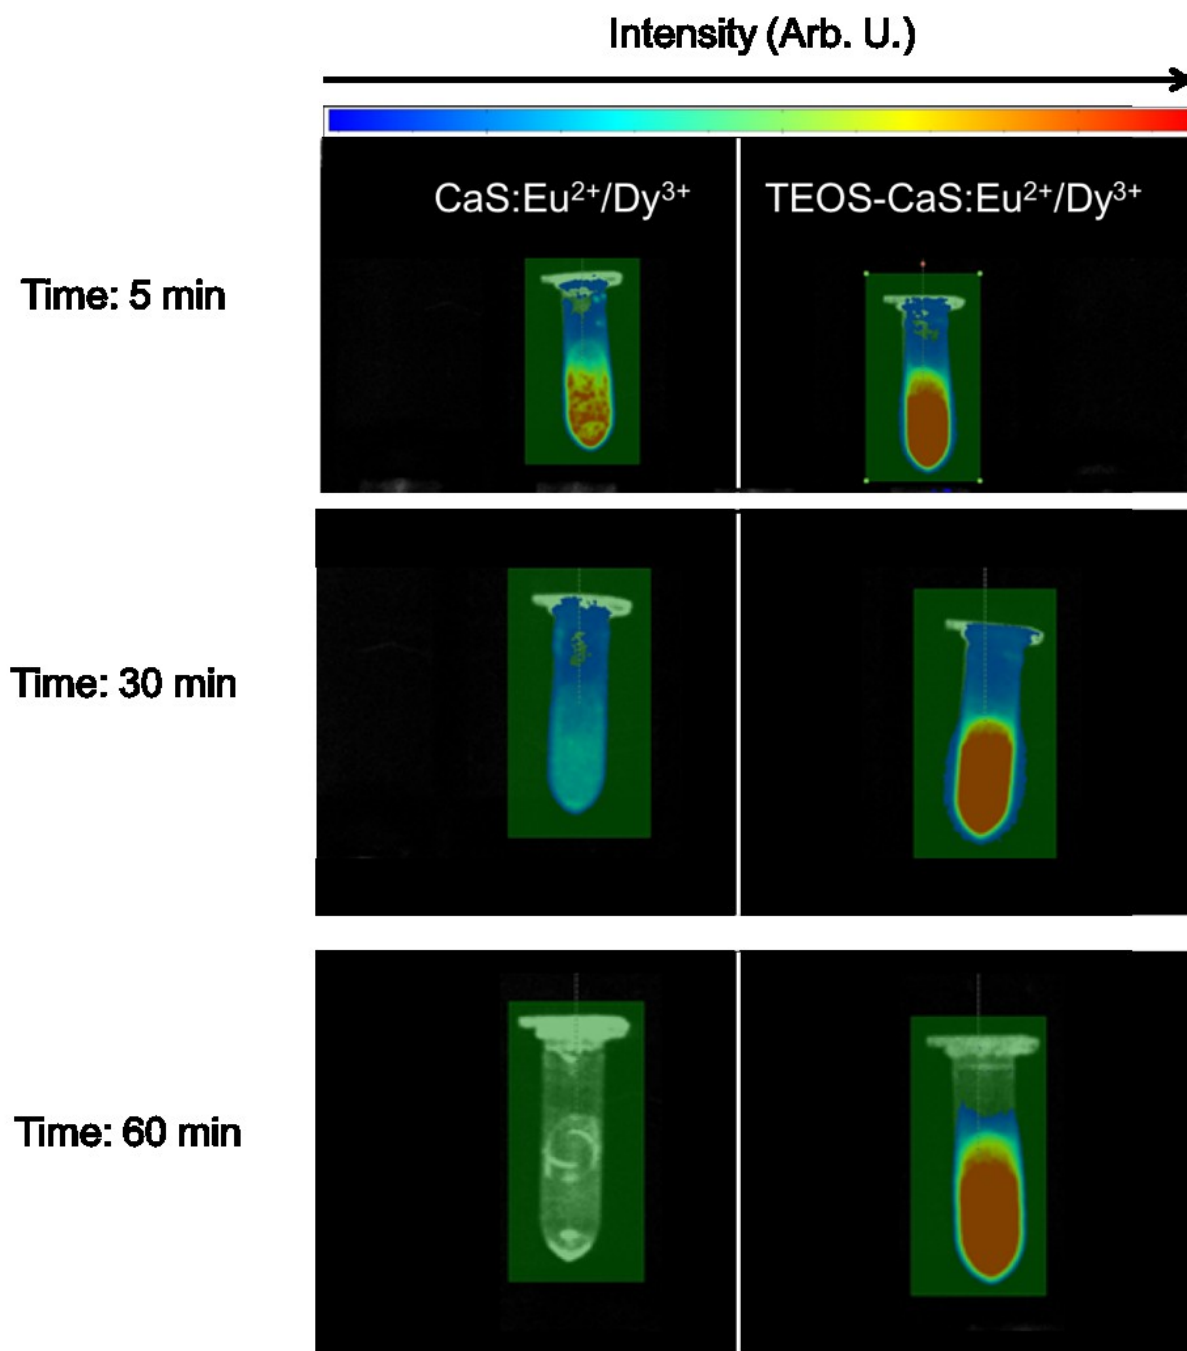 Intensity (Arb. U.)
CaS:Eu²⁺/Dy³⁺
TEOS-CaS:Eu²⁺/Dy³⁺
Time: 5 min
Time: 30 min
Time: 60 min